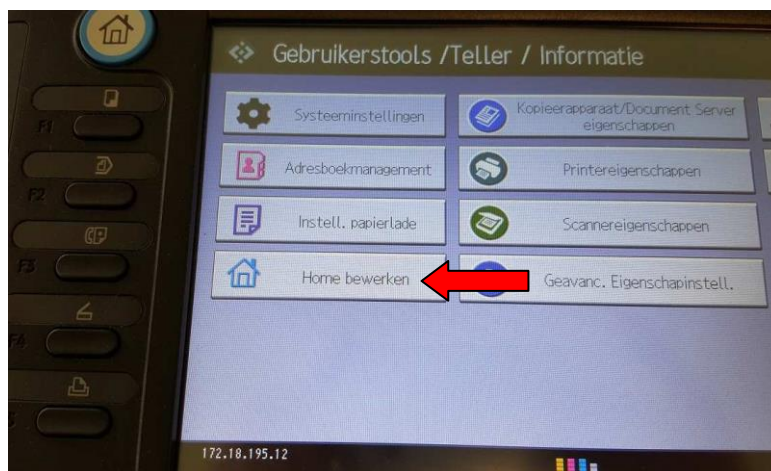 Gebruikerstools /Teller / Informatie
Systeeminstellingen
Kopieerapparaat/Document Server
eigenschappen
F1
Adresboekmanagement
Printereigenschappen
F2
Instell. papierlade
Scannereigenschappen
F3
Home bewerken
Geavanc. Eigenschapinstell.
F4
172.18.195.12